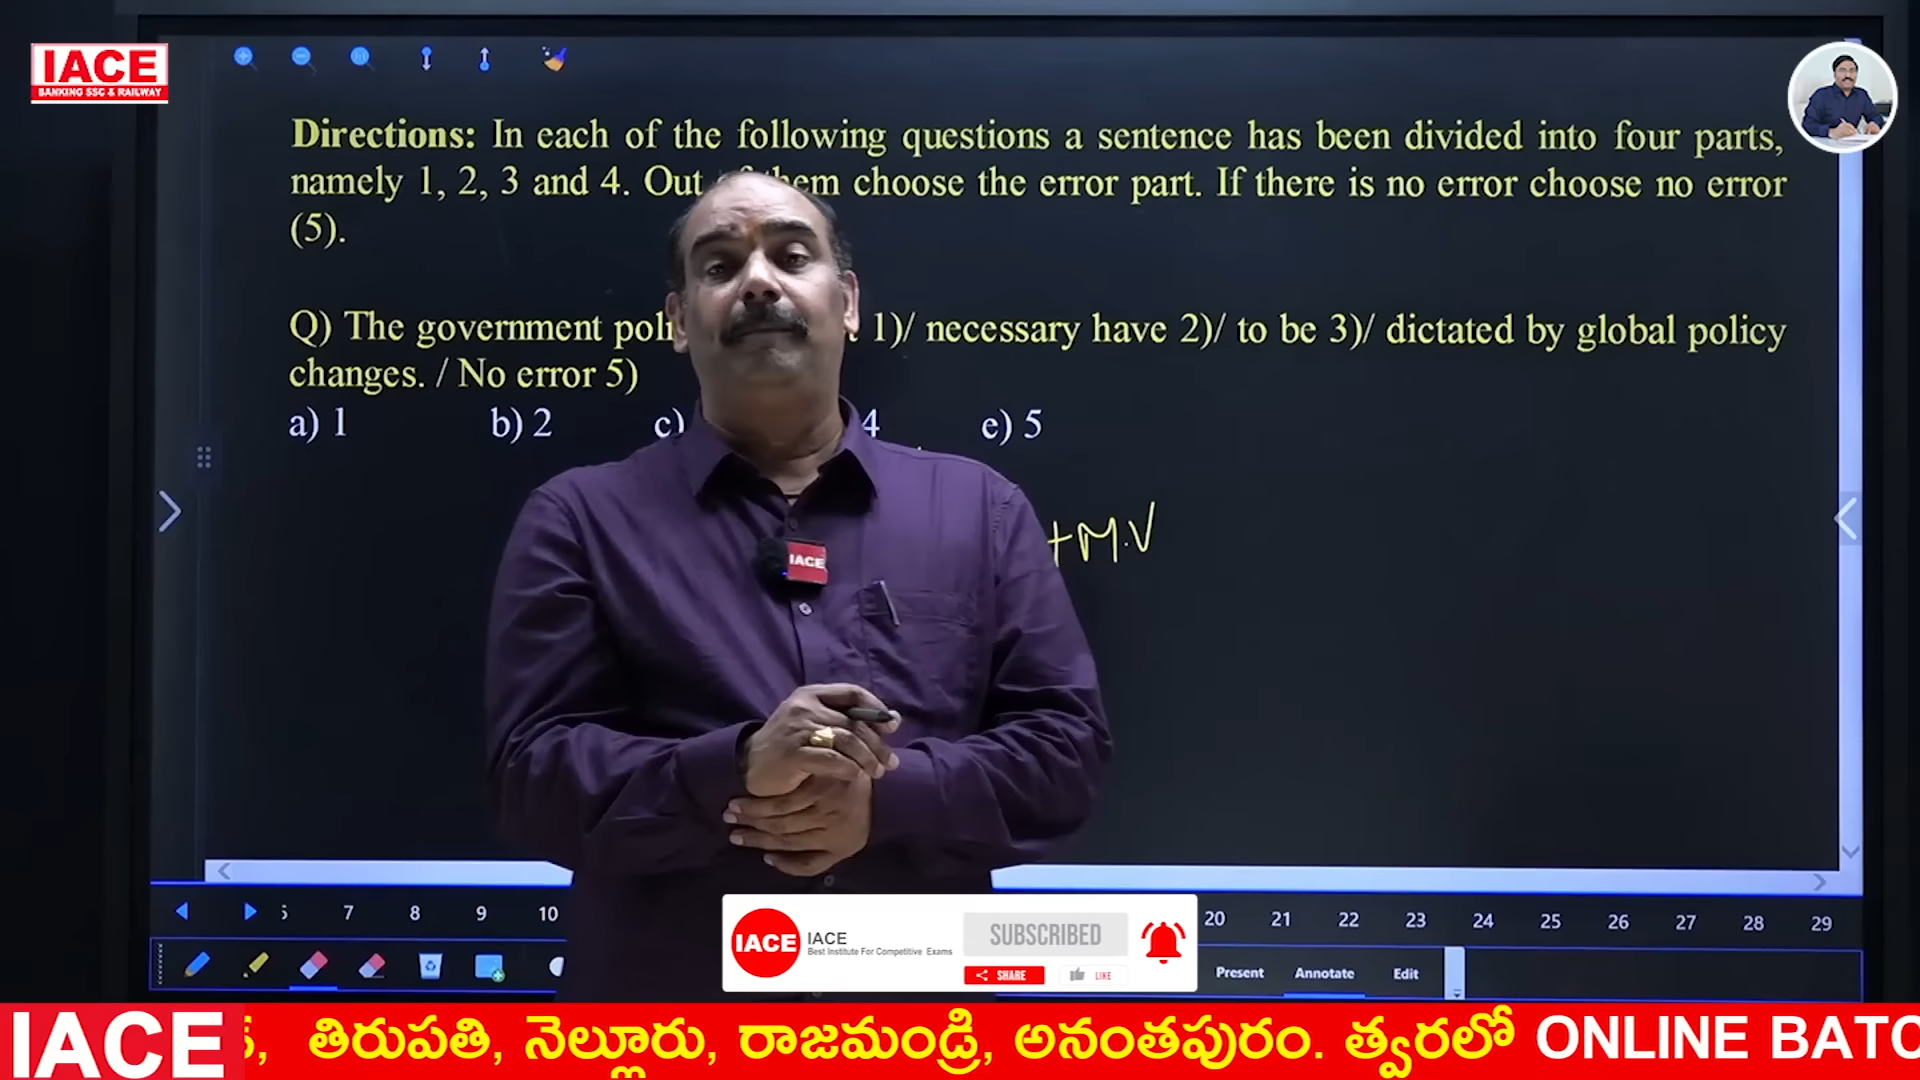 IACE
BANKING SSC & RAILWAY
Directions: In each of the following questions a sentence has been divided into four parts,
namely 1, 2, 3 and 4. Out of them choose the error part. If there is no error choose no error
(5).
Q) The government 1)/ necessary have 2)/ to be 3)/ dictated by global policy
changes. / No error 5)
a) 1 b) 2 c) 4 e) 5
+M.V
IACE
7 8 9 10 20 21 22 23 24 25 26 27 28 29
IACE
IACE
Best Institute For Competitive Exams
SUBSCRIBED
SHARE
LIKE
Present Annotate Edit
IACE
తిరుపతి, నెల్లూరు, రాజమండ్రి, అనంతపురం. త్వరలో ONLINE